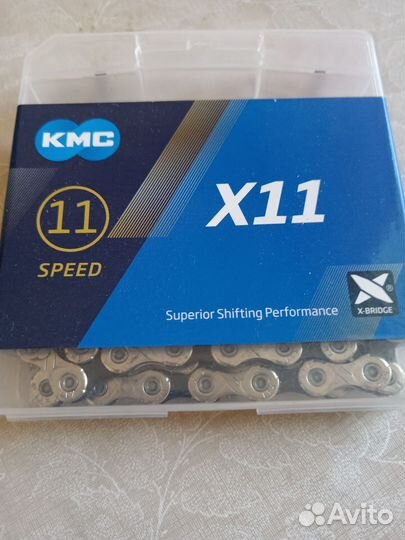 KMC
11
SPEED
X11
Superior Shifting Performance
X-BRIDGE®
Avito